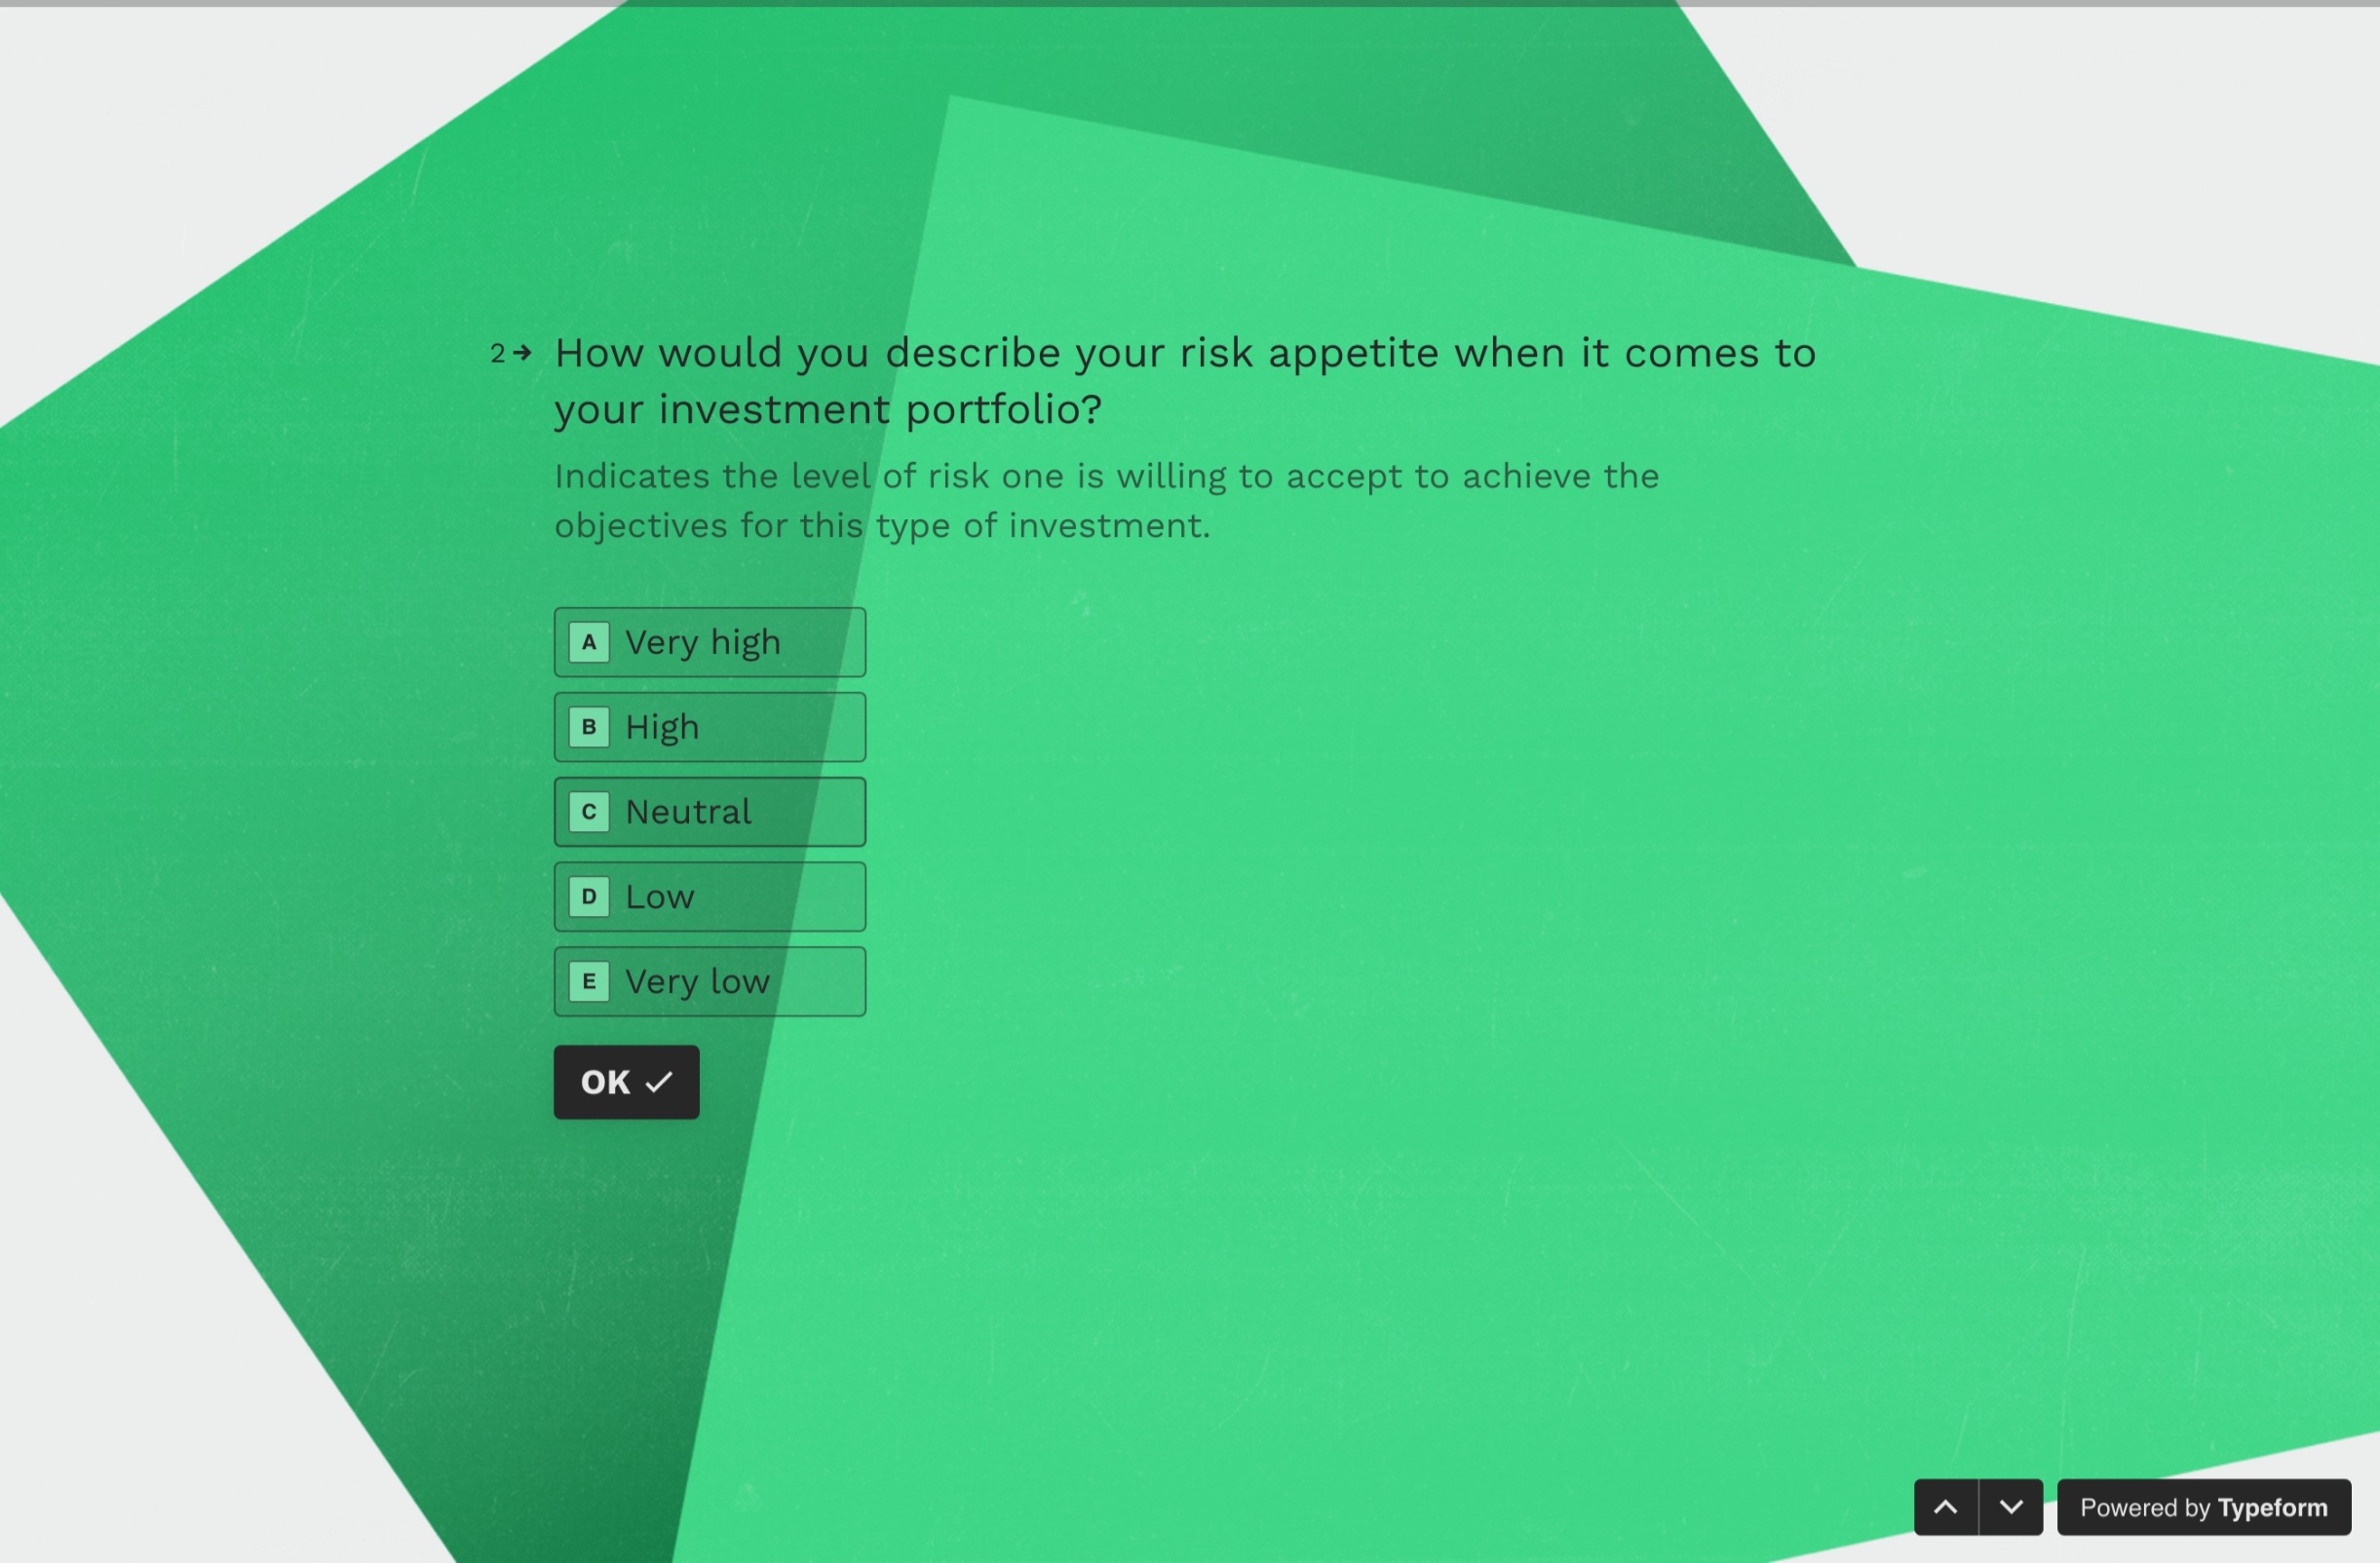 2 → How would you describe your risk appetite when it comes to
your investment portfolio?
Indicates the level of risk one is willing to accept to achieve the
objectives for this type of investment.
A Very high
B High
C Neutral
D Low
E Very low
OK ✓
Powered by Typeform